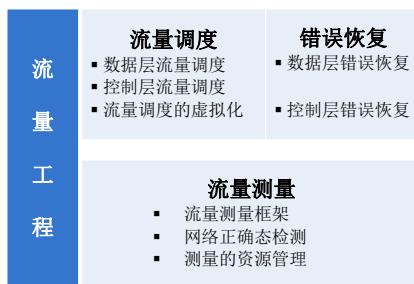 流量工程
流量调度
▪ 数据层流量调度
▪ 控制层流量调度
▪ 流量调度的虚拟化
错误恢复
▪ 数据层错误恢复
▪ 控制层错误恢复
流量测量
▪ 流量测量框架
▪ 网络正确态检测
▪ 测量的资源管理